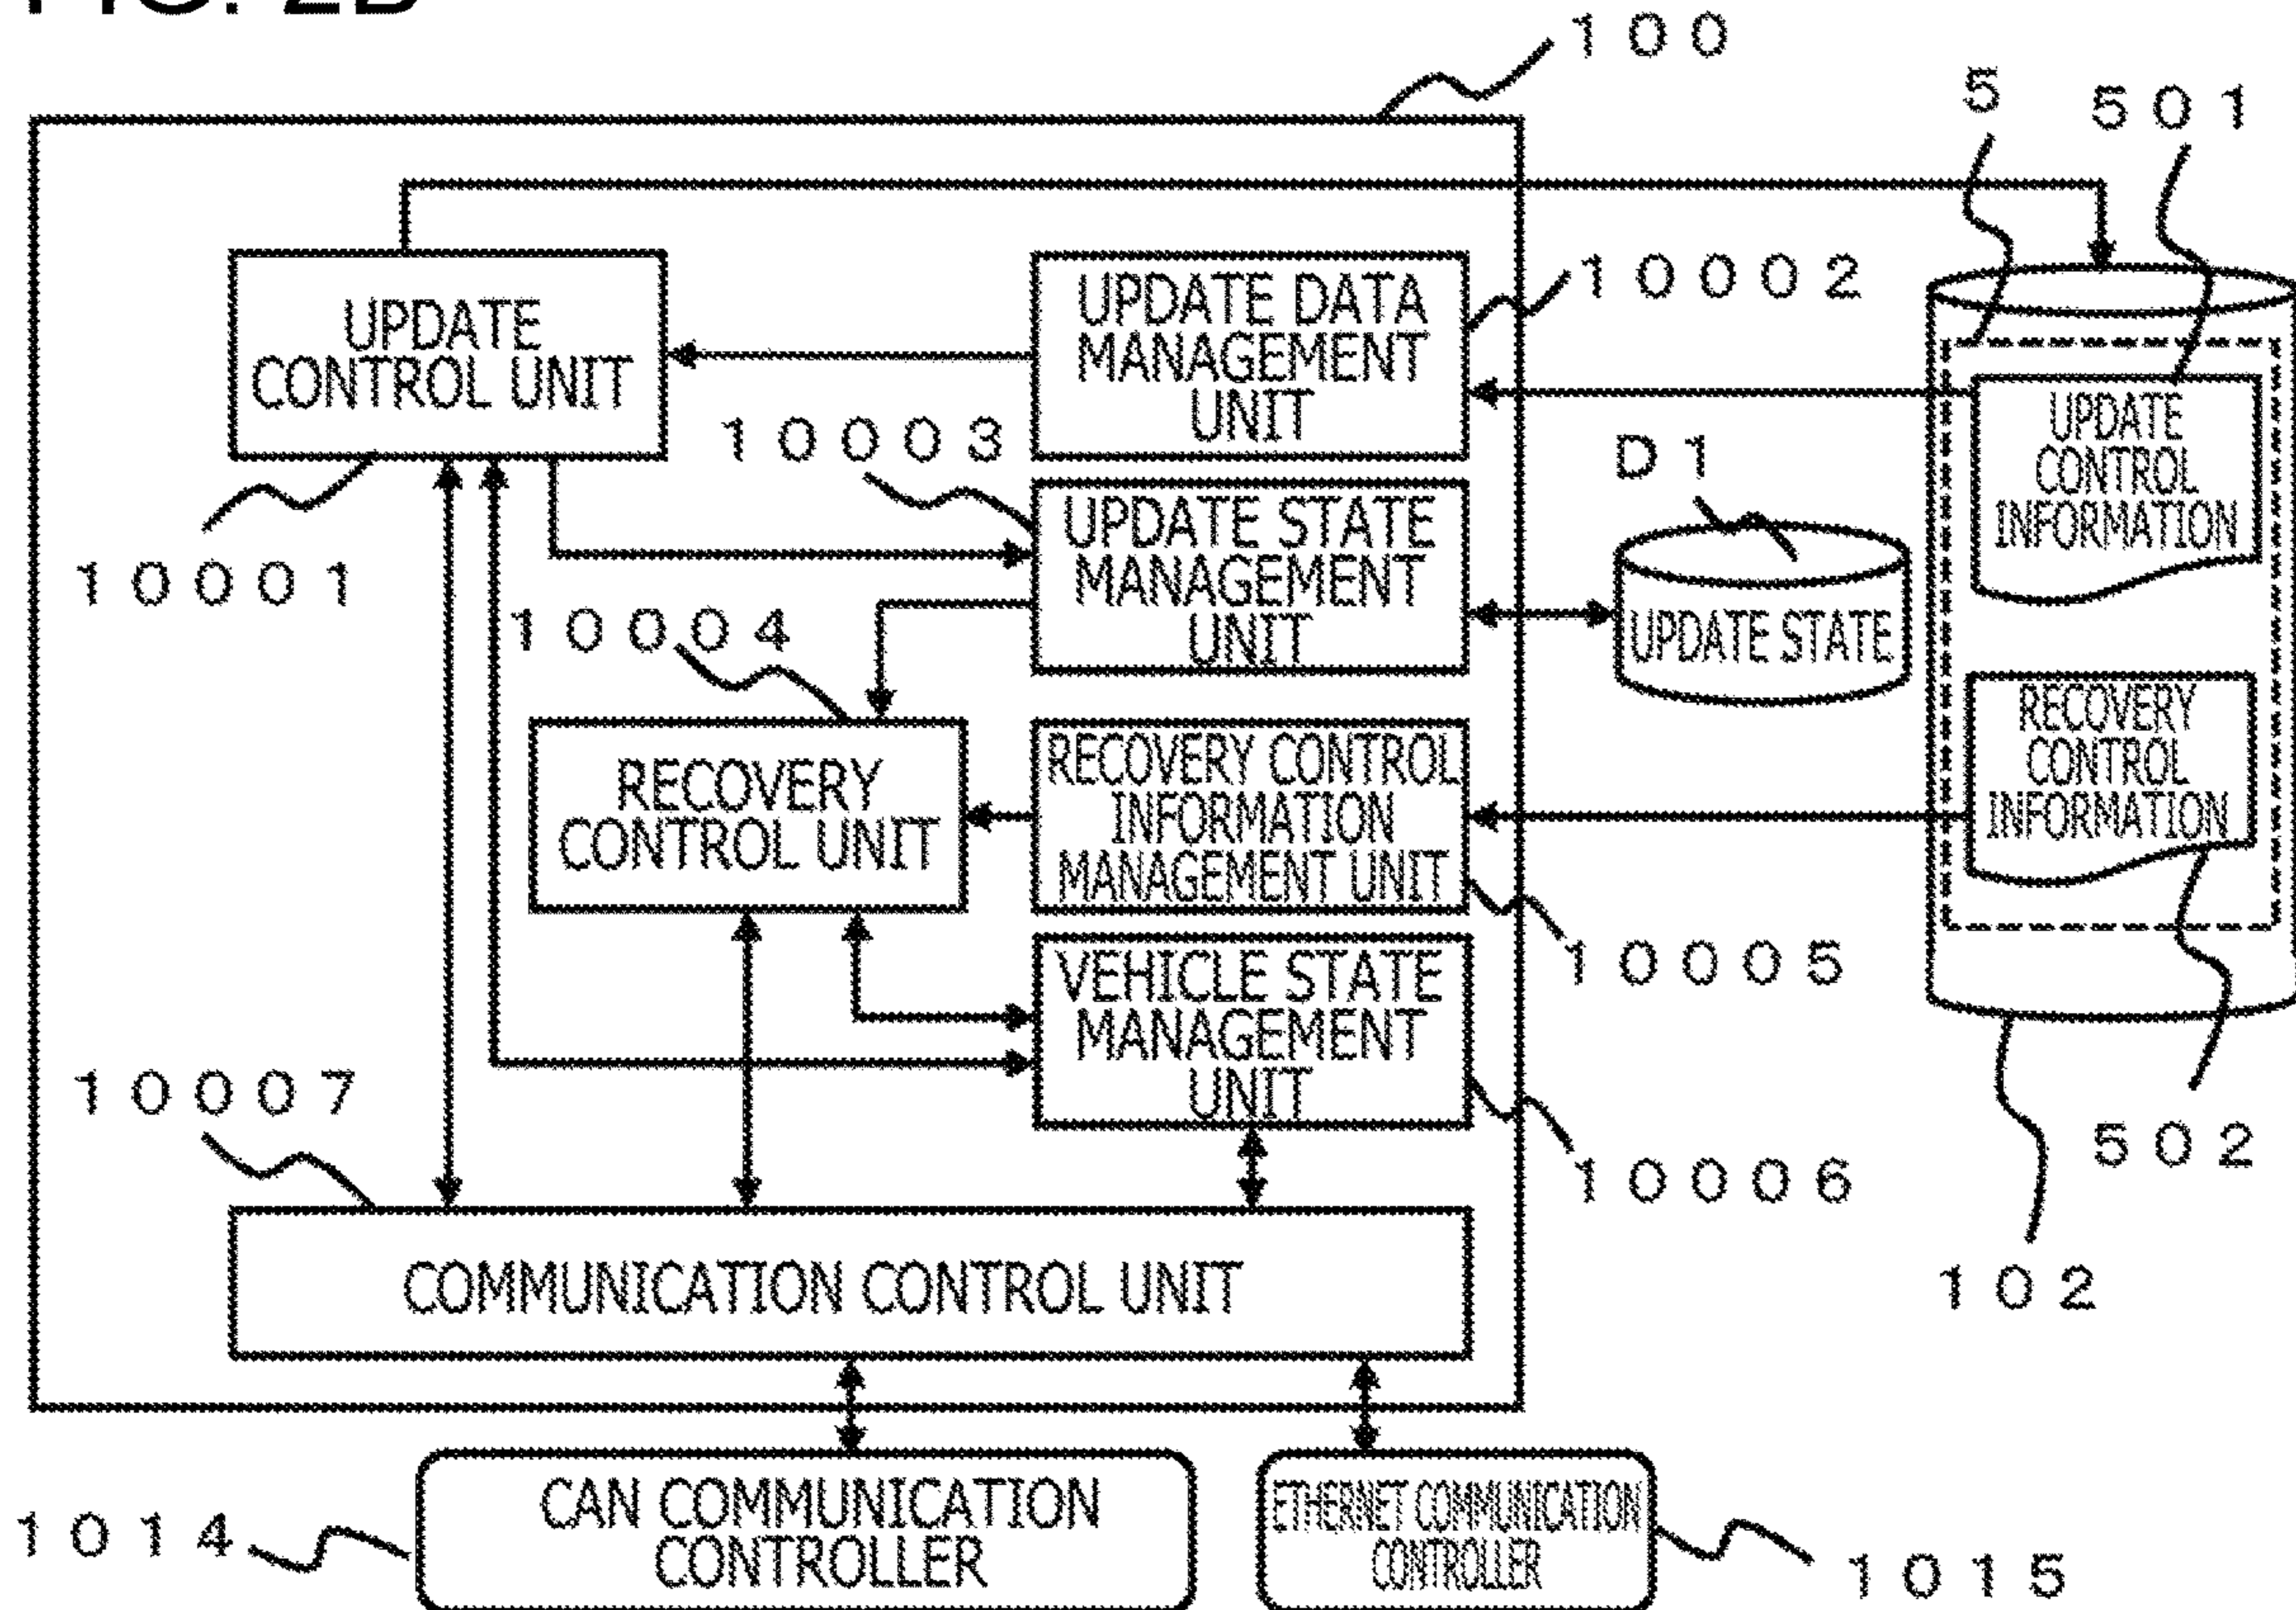 FIG. 2B
100
5
501
UPDATE
CONTROL UNIT
UPDATE DATA
MANAGEMENT
UNIT
10002
UPDATE
CONTROL
INFORMATION
10003
D1
10001
UPDATE STATE
MANAGEMENT
UNIT
UPDATE STATE
10004
RECOVERY
CONTROL UNIT
RECOVERY CONTROL
INFORMATION
MANAGEMENT UNIT
RECOVERY
CONTROL
INFORMATION
10005
VEHICLE STATE
MANAGEMENT
UNIT
10007
502
10006
102
COMMUNICATION CONTROL UNIT
1014
CAN COMMUNICATION
CONTROLLER
ETHERNET COMMUNICATION
CONTROLLER
1015